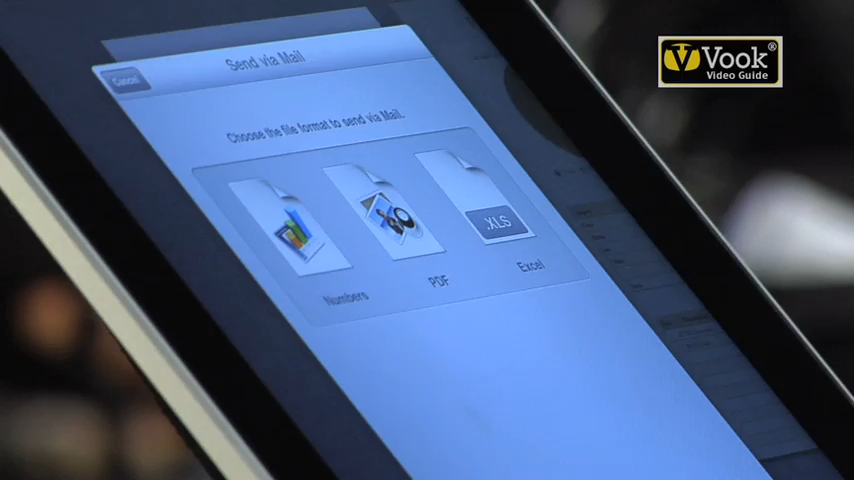 Vook®
Video Guide
Send via Mail
Cancel
Choose the file format to send via Mail.
.XLS
Numbers
PDF
Excel